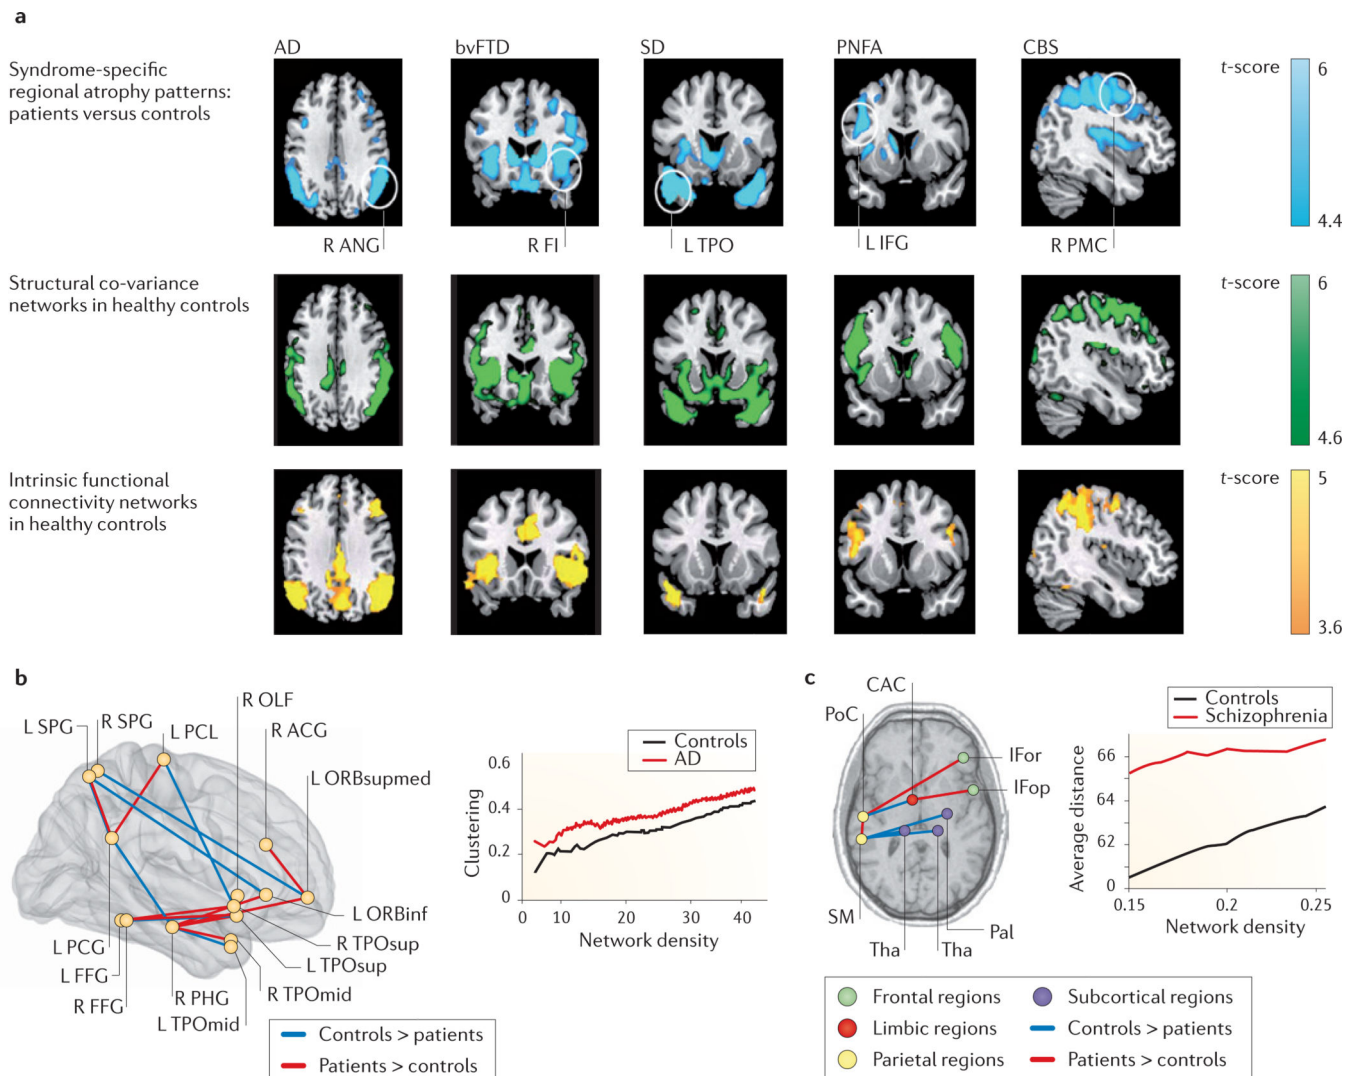 a
AD
bvFTD
SD
PNFA
CBS
Syndrome-specific
regional atrophy patterns:
patients versus controls
t-score
6
4.4
R ANG
R FI
L TPO
L IFG
R PMC
Structural co-variance
networks in healthy controls
t-score
6
4.6
Intrinsic functional
connectivity networks
in healthy controls
t-score
5
3.6
b
L SPG
R SPG
L PCL
R OLF
R ACG
L ORBsupmed
L ORBinf
R TPOsup
L TPOsup
R TPOmid
L TPOmid
R PHG
R FFG
L FFG
L PCG
Controls > patients
Patients > controls
Controls
AD
Clustering
0.6
0.4
0.2
0
0
10
20
30
40
Network density
c
CAC
PoC
IFor
IFop
SM
Tha
Tha
Pal
Controls
Schizophrenia
Average distance
66
64
62
0
0.15
0.2
0.25
Network density
Frontal regions
Limbic regions
Parietal regions
Subcortical regions
Controls > patients
Patients > controls